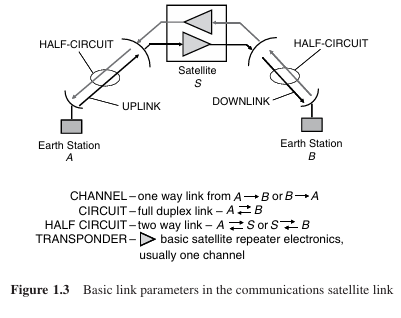 HALF-CIRCUIT
HALF-CIRCUIT
Satellite
S
UPLINK
DOWNLINK
Earth Station
A
Earth Station
B
CHANNEL – one way link from A → B or B → A
CIRCUIT – full duplex link – A ⇄ B
HALF CIRCUIT – two way link – A ⇄ S or S ⇄ B
TRANSPONDER – ▷ basic satellite repeater electronics,
usually one channel
Figure 1.3 Basic link parameters in the communications satellite link